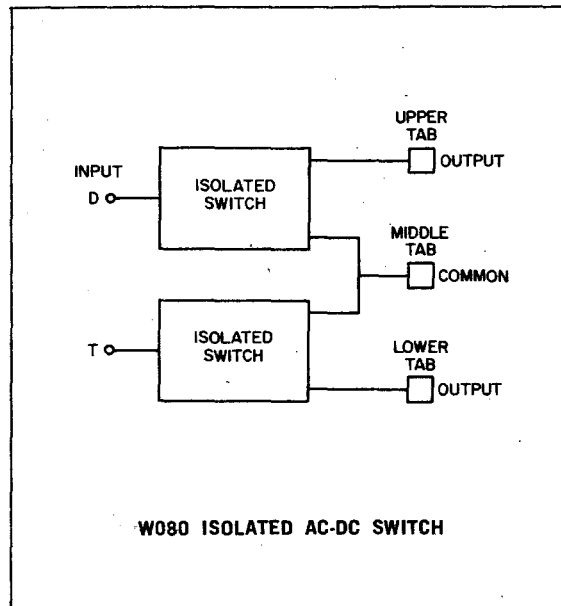 UPPER
TAB
OUTPUT
INPUT
D
ISOLATED
SWITCH
MIDDLE
TAB
COMMON
T
ISOLATED
SWITCH
LOWER
TAB
OUTPUT
W080 ISOLATED AC-DC SWITCH